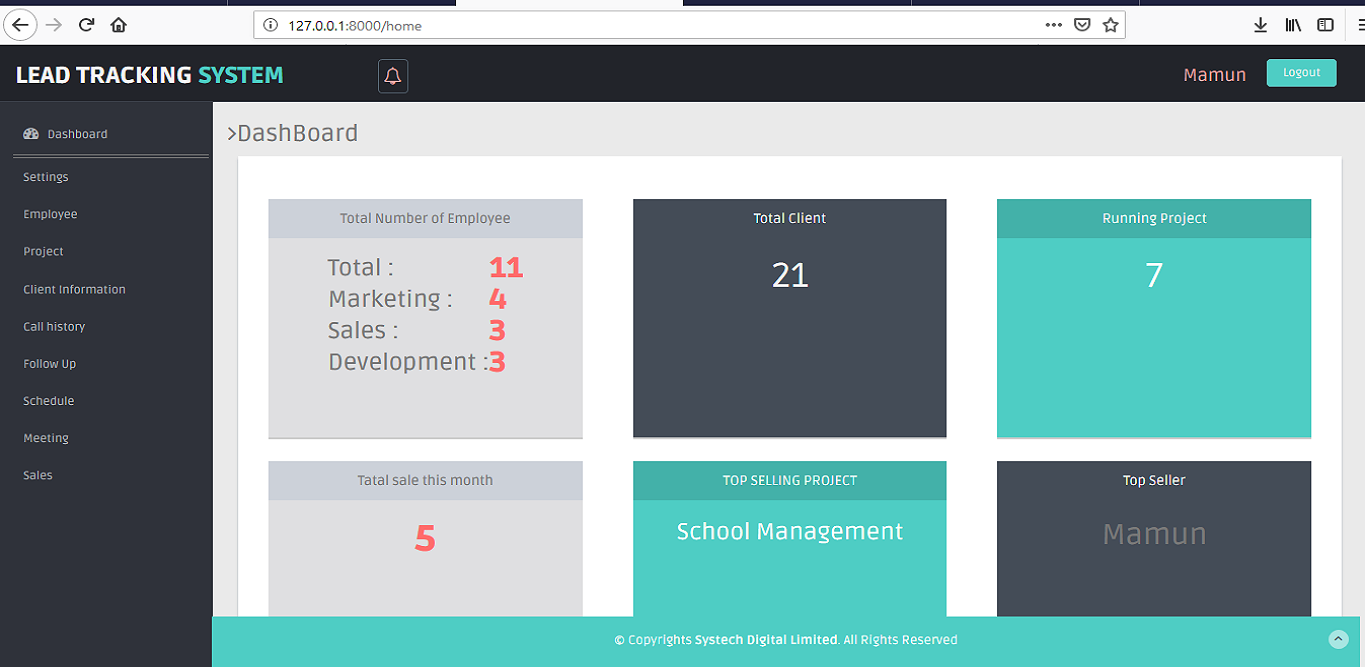 127.0.0.1:8000/home
LEAD TRACKING SYSTEM
Mamun
Logout
Dashboard
Settings
Employee
Project
Client Information
Call history
Follow Up
Schedule
Meeting
Sales
>DashBoard
Total Number of Employee
Total : 11
Marketing : 4
Sales : 3
Development :3
Total Client
21
Running Project
7
Tatal sale this month
5
TOP SELLING PROJECT
School Management
Top Seller
Mamun
© Copyrights Systech Digital Limited. All Rights Reserved